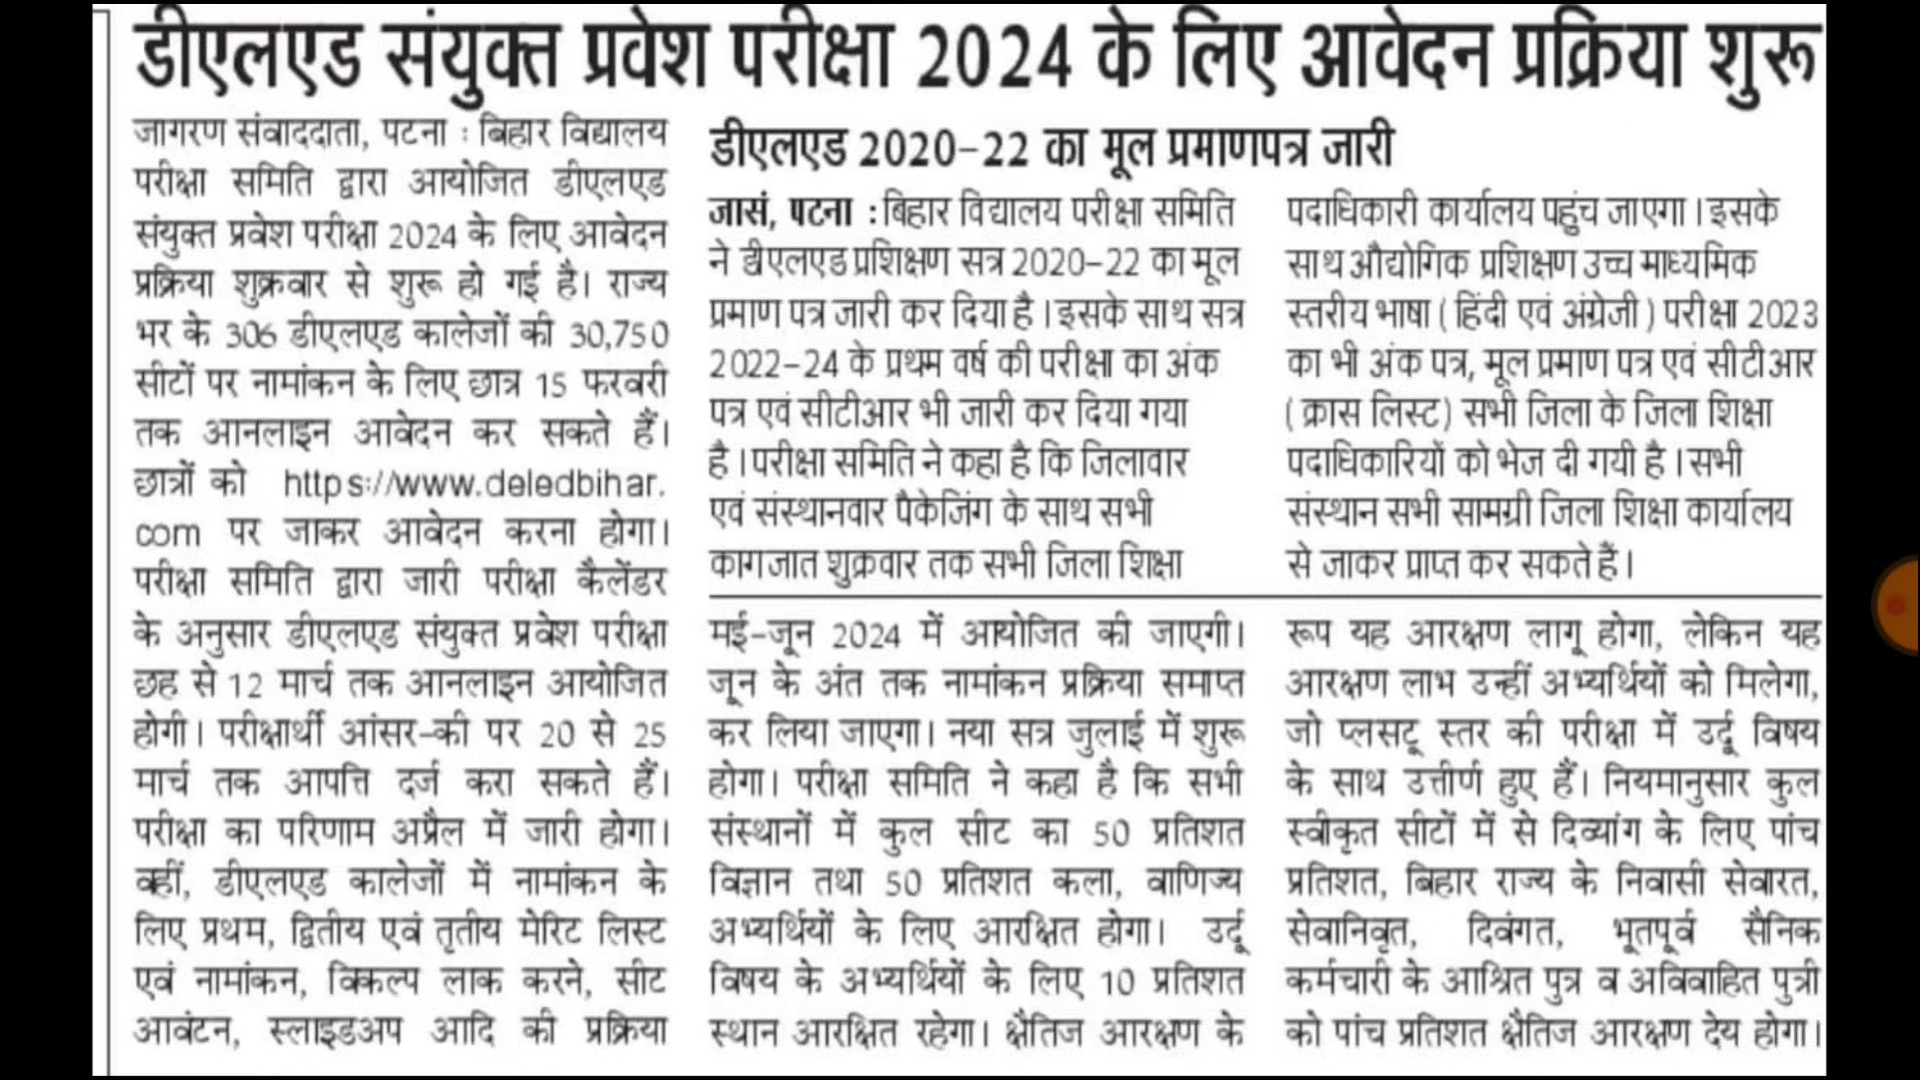 डीएलएड संयुक्त प्रवेश परीक्षा 2024 के लिए आवेदन प्रक्रिया शुरू
जागरण संवाददाता, पटना : बिहार विद्यालय
परीक्षा समिति द्वारा आयोजित डीएलएड
संयुक्त प्रवेश परीक्षा 2024 के लिए आवेदन
प्रक्रिया शुक्रवार से शुरू हो गई है। राज्य
भर के 306 डीएलएड कालेजों की 30,750
सीटों पर नामांकन के लिए छात्र 15 फरवरी
तक आनलाइन आवेदन कर सकते हैं।
छात्रों को https://www.deledbihar.
com पर जाकर आवेदन करना होगा।
परीक्षा समिति द्वारा जारी परीक्षा कैलेंडर
के अनुसार डीएलएड संयुक्त प्रवेश परीक्षा
छह से 12 मार्च तक आनलाइन आयोजित
होगी। परीक्षार्थी आंसर-की पर 20 से 25
मार्च तक आपत्ति दर्ज करा सकते हैं।
परीक्षा का परिणाम अप्रैल में जारी होगा।
वहीं, डीएलएड कालेजों में नामांकन के
लिए प्रथम, द्वितीय एवं तृतीय मेरिट लिस्ट
एवं नामांकन, विकल्प लाक करने, सीट
आवंटन, स्लाइडअप आदि की प्रक्रिया
डीएलएड 2020-22 का मूल प्रमाणपत्र जारी
जासं, पटना : बिहार विद्यालय परीक्षा समिति
ने डीएलएड प्रशिक्षण सत्र 2020-22 का मूल
प्रमाण पत्र जारी कर दिया है। इसके साथ सत्र
2022-24 के प्रथम वर्ष की परीक्षा का अंक
पत्र एवं सीटीआर भी जारी कर दिया गया
है। परीक्षा समिति ने कहा है कि जिलावार
एवं संस्थानवार पैकेजिंग के साथ सभी
कागजात शुक्रवार तक सभी जिला शिक्षा
पदाधिकारी कार्यालय पहुंच जाएगा। इसके
साथ औद्योगिक प्रशिक्षण उच्च माध्यमिक
स्तरीय भाषा ( हिंदी एवं अंग्रेजी ) परीक्षा 2023
का भी अंक पत्र, मूल प्रमाण पत्र एवं सीटीआर
( क्रास लिस्ट) सभी जिला के जिला शिक्षा
पदाधिकारियों को भेज दी गयी है। सभी
संस्थान सभी सामग्री जिला शिक्षा कार्यालय
से जाकर प्राप्त कर सकते हैं।
मई-जून 2024 में आयोजित की जाएगी।
जून के अंत तक नामांकन प्रक्रिया समाप्त
कर लिया जाएगा। नया सत्र जुलाई में शुरू
होगा। परीक्षा समिति ने कहा है कि सभी
संस्थानों में कुल सीट का 50 प्रतिशत
विज्ञान तथा 50 प्रतिशत कला, वाणिज्य
अभ्यर्थियों के लिए आरक्षित होगा। उर्दू
विषय के अभ्यर्थियों के लिए 10 प्रतिशत
स्थान आरक्षित रहेगा। क्षैतिज आरक्षण के
रूप यह आरक्षण लागू होगा, लेकिन यह
आरक्षण लाभ उन्हीं अभ्यर्थियों को मिलेगा,
जो प्लसटू स्तर की परीक्षा में उर्दू विषय
के साथ उत्तीर्ण हुए हैं। नियमानुसार कुल
स्वीकृत सीटों में से दिव्यांग के लिए पांच
प्रतिशत, बिहार राज्य के निवासी सेवारत,
सेवानिवृत, दिवंगत, भूतपूर्व सैनिक
कर्मचारी के आश्रित पुत्र व अविवाहित पुत्री
को पांच प्रतिशत क्षैतिज आरक्षण देय होगा।